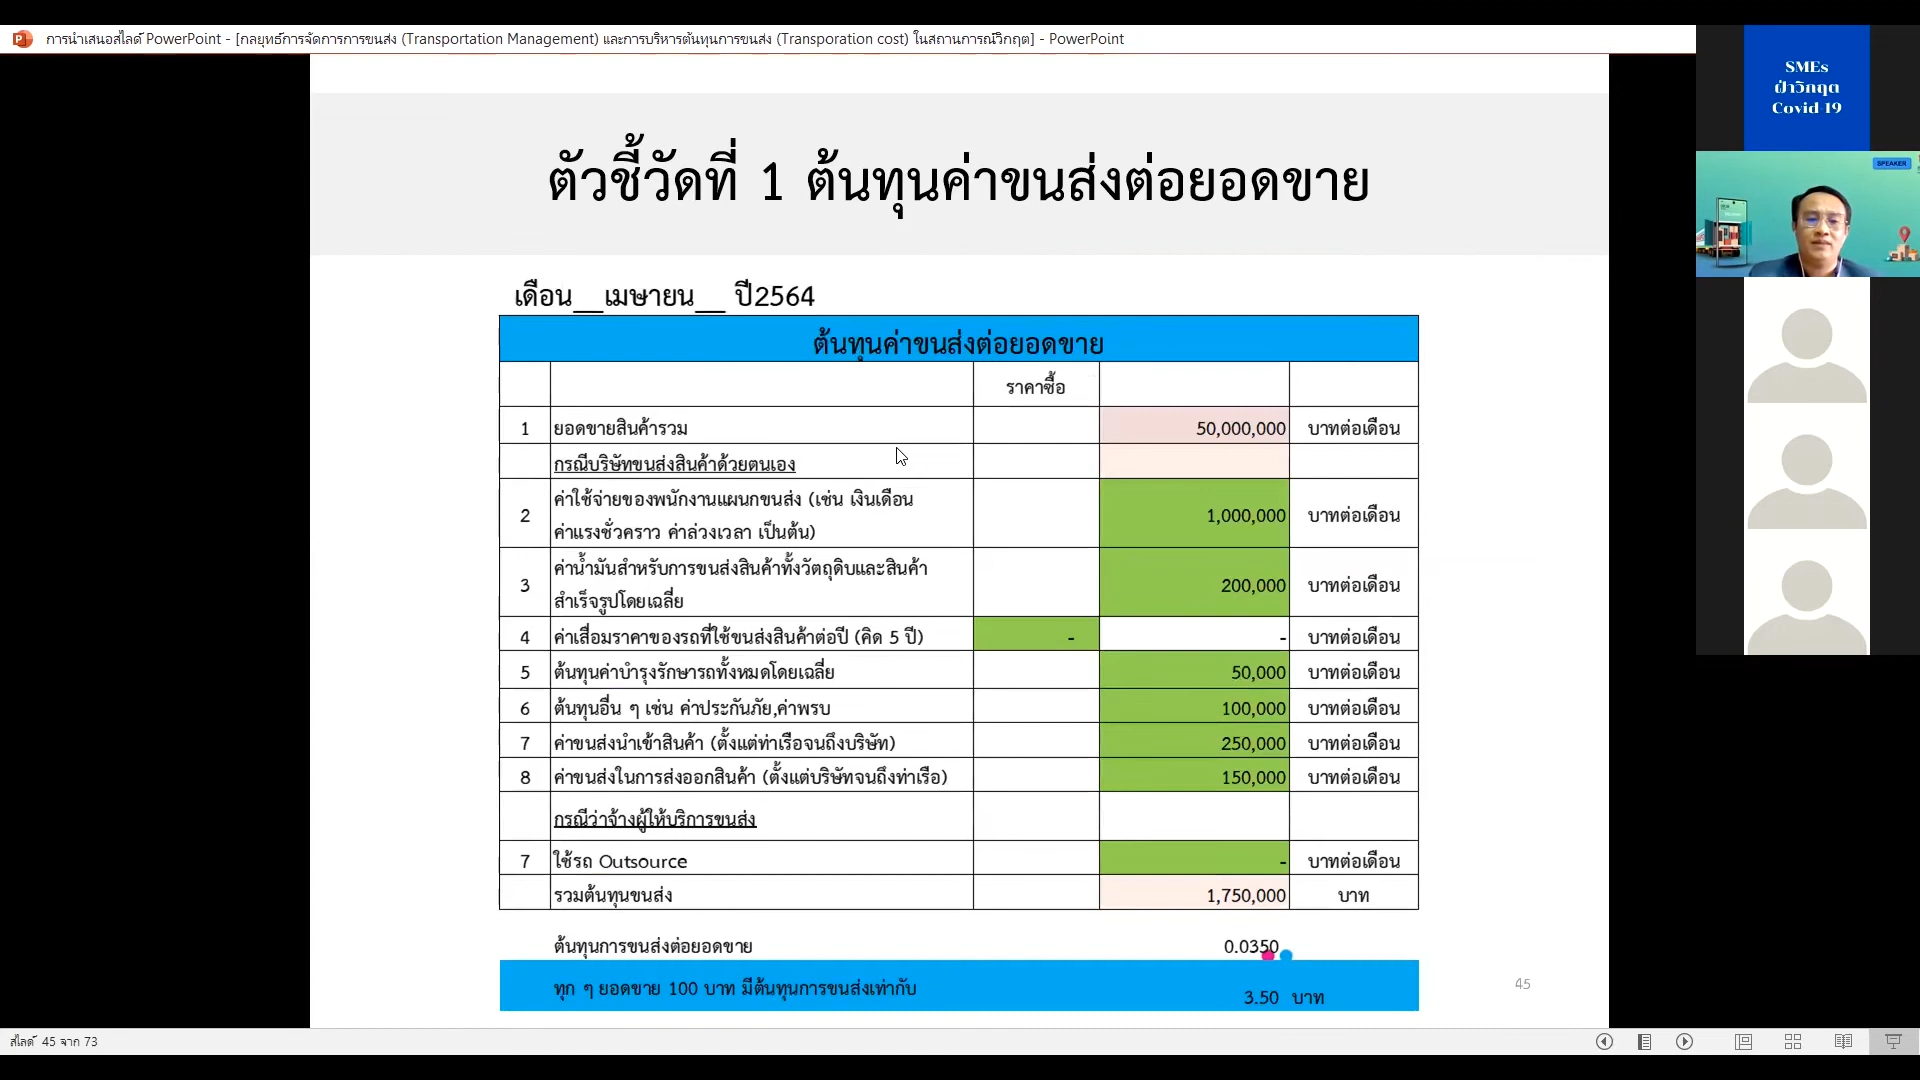 การนำเสนอสไลด์ PowerPoint - [กลยุทธ์การจัดการการขนส่ง (Transportation Management) และการบริหารต้นทุนการขนส่ง (Transporation cost) ในสถานการณ์วิกฤต] - PowerPoint
SMEs
ฝ่าวิกฤต
Covid-19
SPEAKER
ตัวชี้วัดที่ 1 ต้นทุนค่าขนส่งต่อยอดขาย
เดือน__เมษายน__ ปี2564
ต้นทุนค่าขนส่งต่อยอดขาย
ราคาซื้อ
1 ยอดขายสินค้ารวม 50,000,000 บาทต่อเดือน
กรณีบริษัทขนส่งสินค้าด้วยตนเอง
2 ค่าใช้จ่ายของพนักงานแผนกขนส่ง (เช่น เงินเดือน
ค่าแรงชั่วคราว ค่าล่วงเวลา เป็นต้น) 1,000,000 บาทต่อเดือน
3 ค่าน้ำมันสำหรับการขนส่งสินค้าทั้งวัตถุดิบและสินค้า
สำเร็จรูปโดยเฉลี่ย 200,000 บาทต่อเดือน
4 ค่าเสื่อมราคาของรถที่ใช้ขนส่งสินค้าต่อปี (คิด 5 ปี) - - บาทต่อเดือน
5 ต้นทุนค่าบำรุงรักษารถทั้งหมดโดยเฉลี่ย 50,000 บาทต่อเดือน
6 ต้นทุนอื่น ๆ เช่น ค่าประกันภัย,ค่าพรบ 100,000 บาทต่อเดือน
7 ค่าขนส่งนำเข้าสินค้า (ตั้งแต่ท่าเรือจนถึงบริษัท) 250,000 บาทต่อเดือน
8 ค่าขนส่งในการส่งออกสินค้า (ตั้งแต่บริษัทจนถึงท่าเรือ) 150,000 บาทต่อเดือน
กรณีว่าจ้างผู้ให้บริการขนส่ง
7 ใช้รถ Outsource - บาทต่อเดือน
รวมต้นทุนขนส่ง 1,750,000 บาท
ต้นทุนการขนส่งต่อยอดขาย 0.0350
ทุก ๆ ยอดขาย 100 บาท มีต้นทุนการขนส่งเท่ากับ 3.50 บาท
45
สไลด์ 45 จาก 73